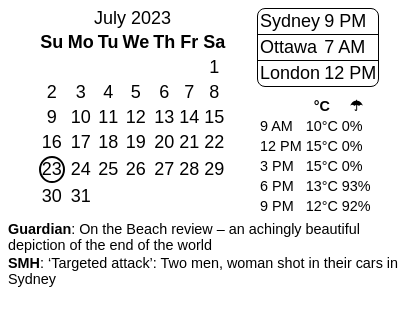 July 2023
Su Mo Tu We Th Fr Sa
1
2 3 4 5 6 7 8
9 10 11 12 13 14 15
16 17 18 19 20 21 22
23 24 25 26 27 28 29
30 31
Sydney 9 PM
Ottawa 7 AM
London 12 PM
°C ☂
9 AM 10°C 0%
12 PM 15°C 0%
3 PM 15°C 0%
6 PM 13°C 93%
9 PM 12°C 92%
Guardian: On the Beach review – an achingly beautiful
depiction of the end of the world
SMH: ‘Targeted attack’: Two men, woman shot in their cars in
Sydney